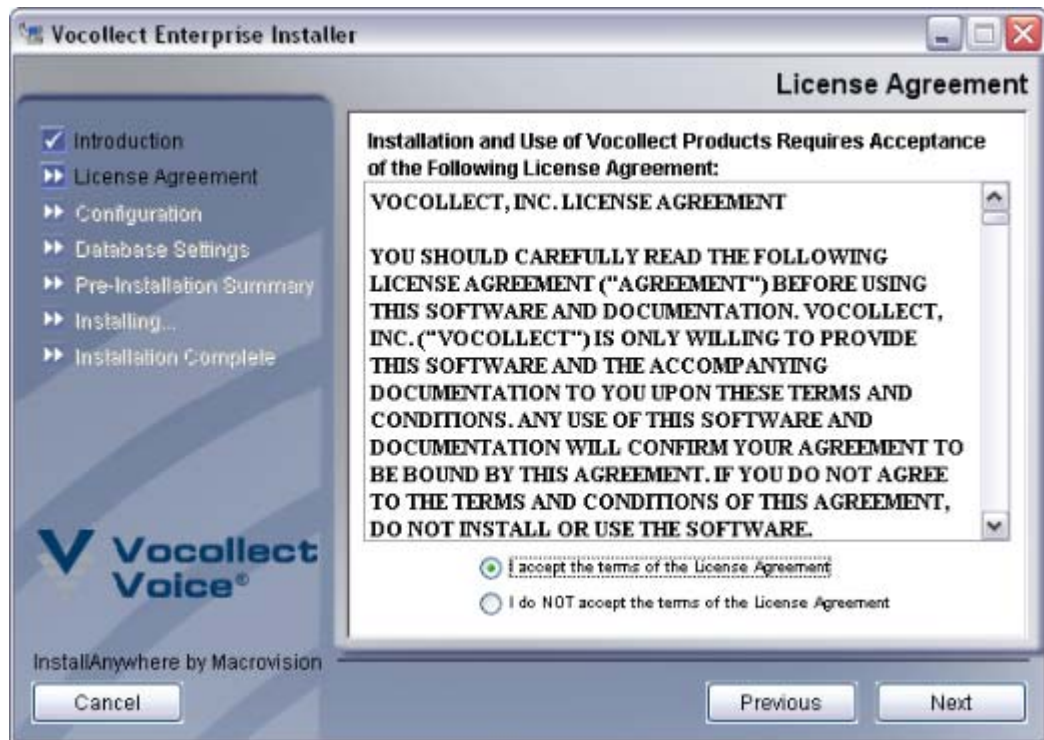 Vocollect Enterprise Installer
License Agreement
Introduction
License Agreement
Configuration
Database Settings
Pre-Installation Summary
Installing...
Installation Complete
Installation and Use of Vocollect Products Requires Acceptance
of the Following License Agreement:
VOCOLLECT, INC. LICENSE AGREEMENT
YOU SHOULD CAREFULLY READ THE FOLLOWING
LICENSE AGREEMENT ("AGREEMENT") BEFORE USING
THIS SOFTWARE AND DOCUMENTATION. VOCOLLECT,
INC. ("VOCOLLECT") IS ONLY WILLING TO PROVIDE
THIS SOFTWARE AND THE ACCOMPANYING
DOCUMENTATION TO YOU UPON THESE TERMS AND
CONDITIONS. ANY USE OF THIS SOFTWARE AND
DOCUMENTATION WILL CONFIRM YOUR AGREEMENT TO
BE BOUND BY THIS AGREEMENT. IF YOU DO NOT AGREE
TO THE TERMS AND CONDITIONS OF THIS AGREEMENT,
DO NOT INSTALL OR USE THE SOFTWARE.
I accept the terms of the License Agreement
I do NOT accept the terms of the License Agreement
Vocollect
Voice®
InstallAnywhere by Macrovision
Cancel
Previous
Next